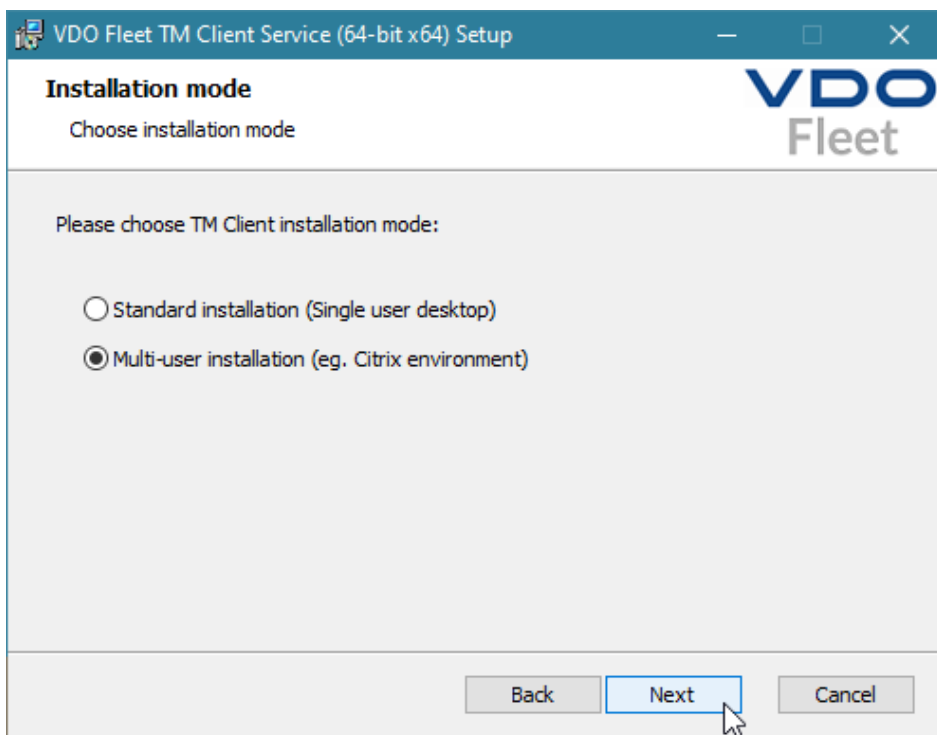 VDO Fleet TM Client Service (64-bit x64) Setup
Installation mode
Choose installation mode
VDO
Fleet
Please choose TM Client installation mode:
Standard installation (Single user desktop)
Multi-user installation (eg. Citrix environment)
Back Next Cancel